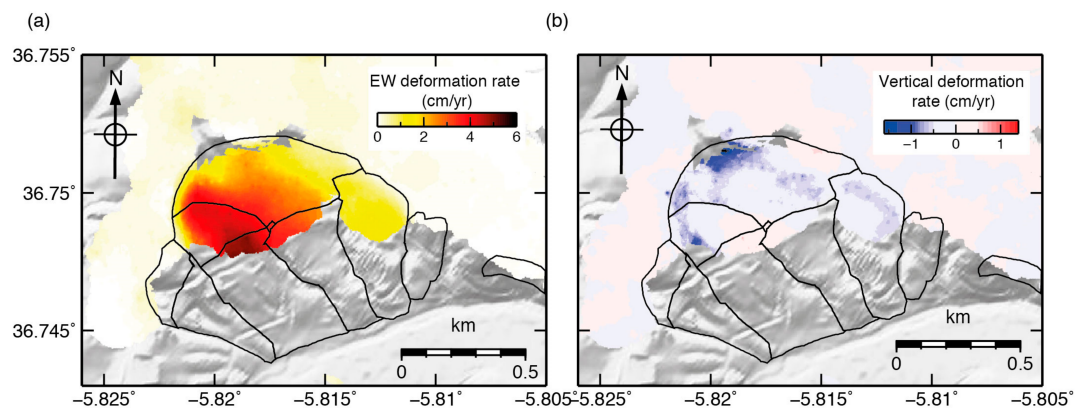 (a)
(b)
36.755°
36.75°
36.745°
N
EW deformation rate
(cm/yr)
0 2 4 6
km
0 0.5
−5.825° −5.82° −5.815° −5.81° −5.805°
N
Vertical deformation
rate (cm/yr)
−1 0 1
km
0 0.5
−5.825° −5.82° −5.815° −5.81° −5.805°